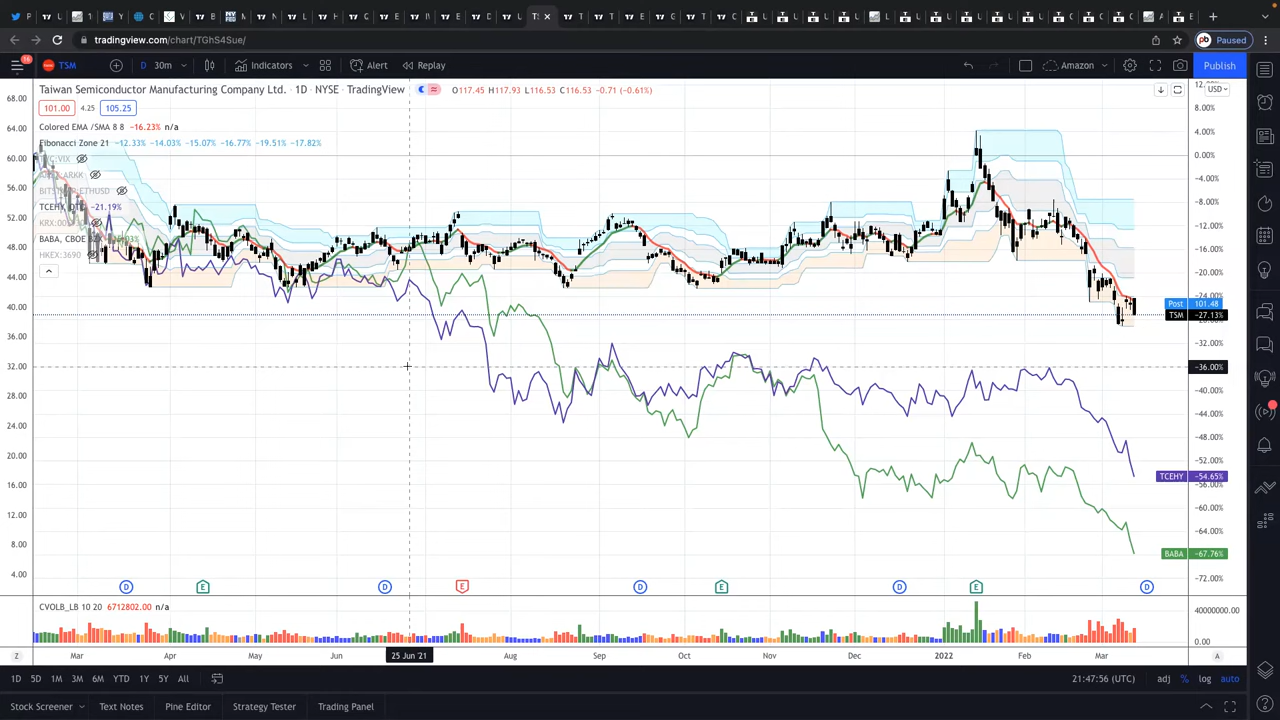 tradingview.com/chart/TGhS4Sue/
Paused
16
TSM
D 30m
Indicators
Alert
Replay
Amazon
Publish
Taiwan Semiconductor Manufacturing Company Ltd. · 1D · NYSE · TradingView
O117.45 H117.93 L116.53 C116.53 −0.71 (−0.61%)
USD
101.00 4.25 105.25
Colored EMA /SMA 8 8 −16.23% n/a
Fibonacci Zone 21 −12.33% −14.03% −15.07% −16.77% −19.51% −17.82%
TCEHY, OTC −21.19%
HKEX:3690
68.00
64.00
60.00
56.00
52.00
48.00
44.00
40.00
36.00
32.00
28.00
24.00
20.00
16.00
12.00
8.00
4.00
12.00%
8.00%
4.00%
0.00%
−4.00%
−8.00%
−12.00%
−16.00%
−20.00%
−24.00%
Post 101.48
TSM −27.13%
−32.00%
−36.00%
−40.00%
−44.00%
−48.00%
−52.00%
TCEHY −54.65%
−56.00%
−60.00%
−64.00%
BABA −67.76%
−72.00%
D E D E D E D E D
CVOLB_LB 10 20 6712802.00 n/a
40000000.00
0.00
Z Mar Apr May Jun 25 Jun '21 Aug Sep Oct Nov Dec 2022 Feb Mar A
1D 5D 1M 3M 6M YTD 1Y 5Y All
21:47:56 (UTC) adj % log auto
Stock Screener Text Notes Pine Editor Strategy Tester Trading Panel